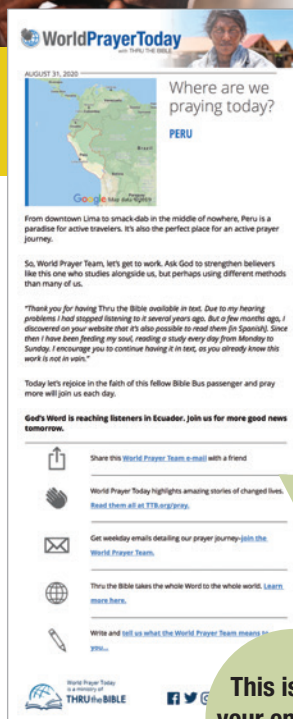 WorldPrayerToday
with THRU THE BIBLE
AUGUST 31, 2020
Where are we
praying today?
PERU
Colombia
Ecuador
Peru
Brazil
Bolivia
Google Map data ©2019
From downtown Lima to smack-dab in the middle of nowhere, Peru is a
paradise for active travelers. It's also the perfect place for an active prayer
journey.
So, World Prayer Team, let's get to work. Ask God to strengthen believers
like this one who studies alongside us, but perhaps using different methods
than many of us.
"Thank you for having Thru the Bible available in text. Due to my hearing
problems I had stopped listening to it several years ago. But a few months ago, I
discovered on your website that it's also possible to read them [in Spanish]. Since
then I have been feeding my soul, reading a study every day from Monday to
Sunday. I encourage you to continue having it in text, as you already know this
work is not in vain."
Today let's rejoice in the faith of this fellow Bible Bus passenger and pray
more will join us each day.
God's Word is reaching listeners in Ecuador. Join us for more good news
tomorrow.
Share this World Prayer Team e-mail with a friend
World Prayer Today highlights amazing stories of changed lives.
Read them all at TTB.org/pray.
Get weekday emails detailing our prayer journey–join the
World Prayer Team.
Thru the Bible takes the whole Word to the whole world. Learn
more here.
Write and tell us what the World Prayer Team means to
you...
World Prayer Today
is a ministry of
THRU the BIBLE
This is
your en